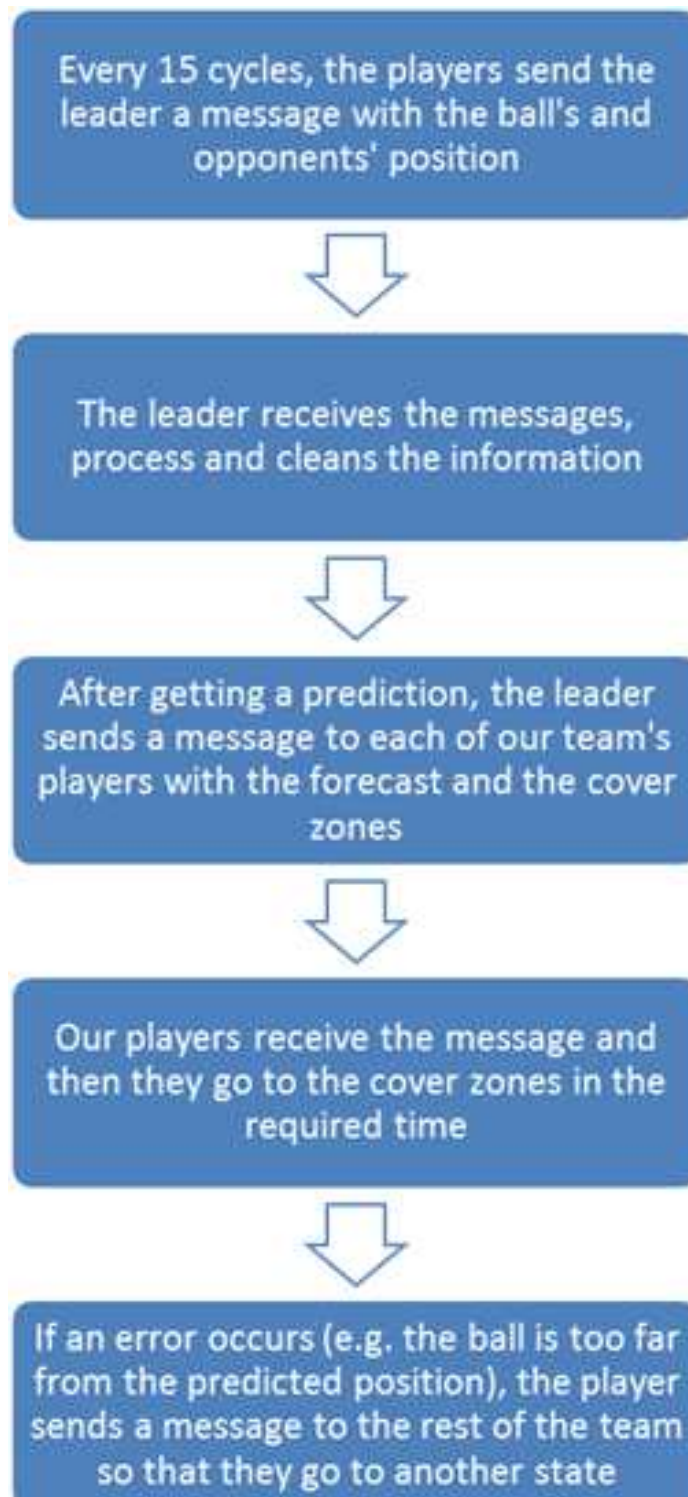 Every 15 cycles, the players send the
leader a message with the ball's and
opponents' position
The leader receives the messages,
process and cleans the information
After getting a prediction, the leader
sends a message to each of our team's
players with the forecast and the cover
zones
Our players receive the message and
then they go to the cover zones in the
required time
If an error occurs (e.g. the ball is too far
from the predicted position), the player
sends a message to the rest of the team
so that they go to another state